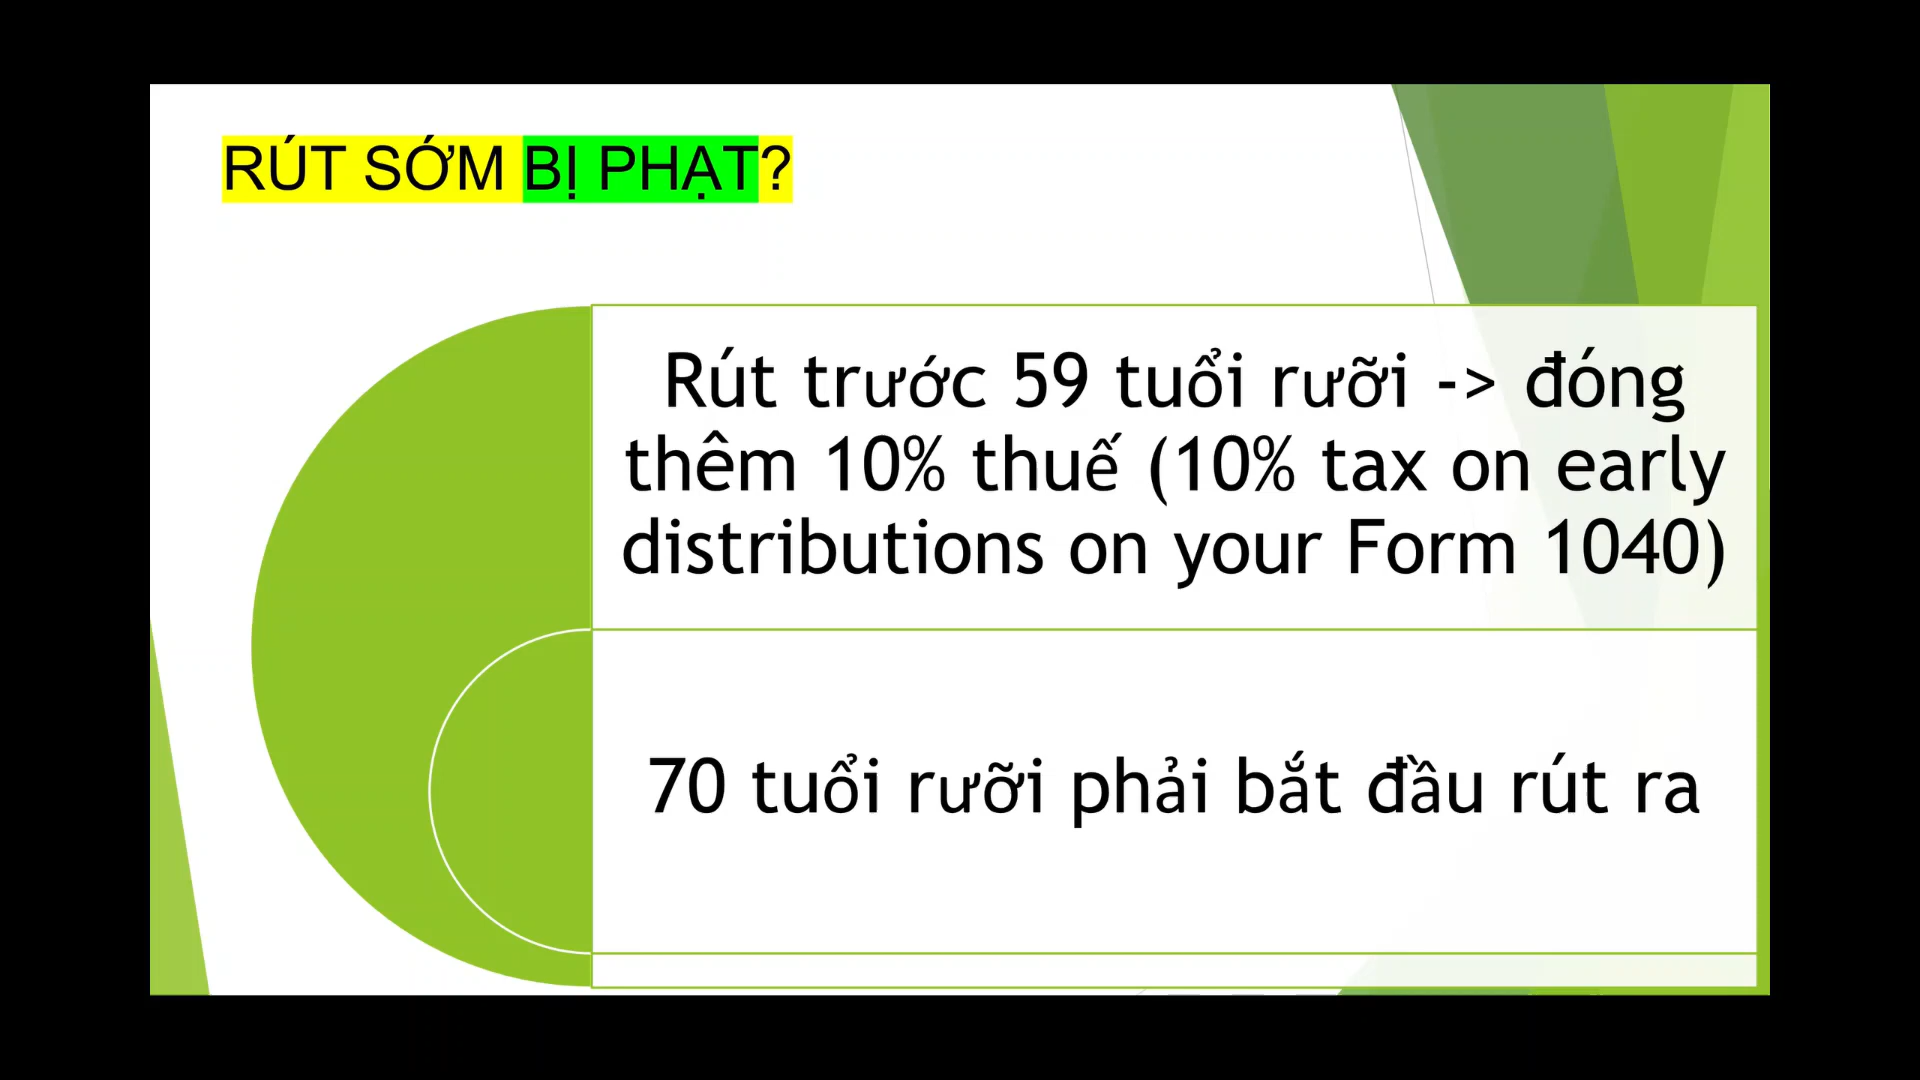 RÚT SỚM BỊ PHẠT?
Rút trước 59 tuổi rưỡi -> đóng
thêm 10% thuế (10% tax on early
distributions on your Form 1040)
70 tuổi rưỡi phải bắt đầu rút ra